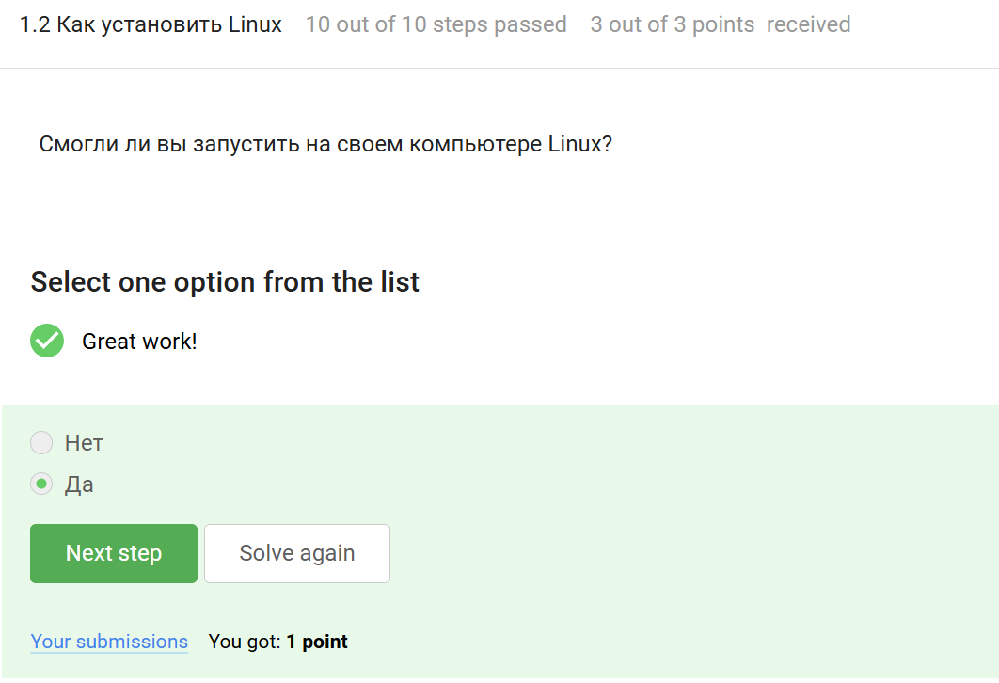 1.2 Как установить Linux 10 out of 10 steps passed 3 out of 3 points received
Смогли ли вы запустить на своем компьютере Linux?
Select one option from the list
Great work!
Нет
Да
Next step Solve again
Your submissions You got: 1 point